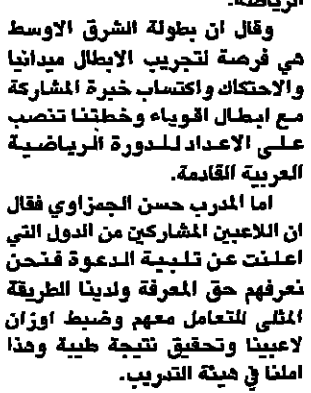 الرياضة.
وقال ان بطولة الشرق الاوسط
هي فرصة لتجريب الابطال ميدانيا
والاحتكاك واكتساب خبرة المشاركة
مع ابطال اقوياء وخطتنا تنصب
على الاعداد للدورة الرياضية
العربية القادمة.
اما المدرب حسن الجمزاوي فقال
ان اللاعبين المشاركين من الدول التي
اعلنت عن تلبية الدعوة فنحن
نعرفهم حق المعرفة ولدينا الطريقة
المثلى للتعامل معهم وضبط اوزان
لاعبينا وتحقيق نتيجة طيبة وهذا
املنا في هيئة التدريب.